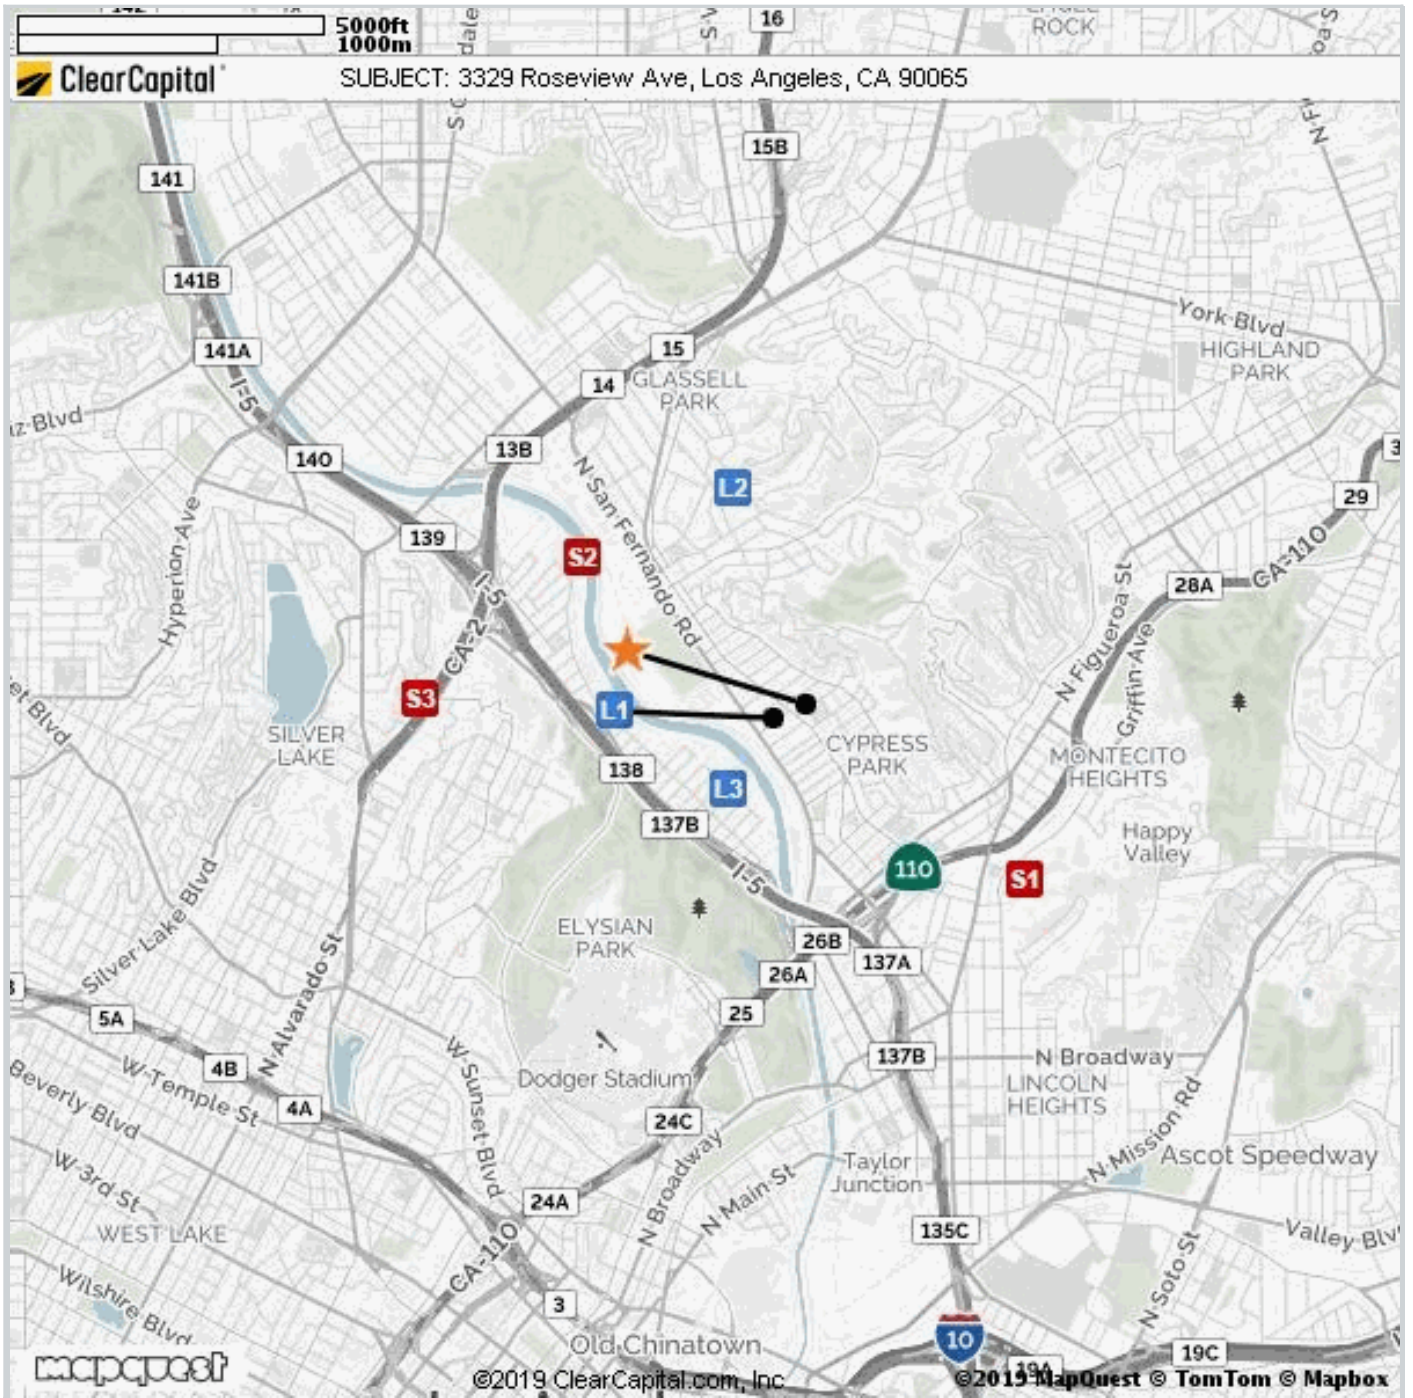 16
ROCK
5000ft
1000m
ClearCapital
SUBJECT: 3329 Roseview Ave, Los Angeles, CA 90065
15B
141
141B
York Blvd
141A
15
HIGHLAND
PARK
I-5
14
GLASSELL
PARK
13B
140
N San Fernando Rd
L2
29
139
S2
CA-110
Hyperion Ave
I-5
28A
N Figueroa St
CA-2
Griffin Ave
S3
L1
SILVER
LAKE
CYPRESS
PARK
MONTECITO
HEIGHTS
138
L3
137B
Happy
Valley
I-5
110
S1
Silver Lake Blvd
ELYSIAN
PARK
26B
137A
26A
N Alvarado St
25
5A
W Sunset Blvd
4B
W Temple St
137B
N Broadway
Beverly Blvd
Dodger Stadium
LINCOLN
HEIGHTS
4A
24C
N Mission Rd
W 3rd St
N Broadway
N Main St
Taylor
Junction
Ascot Speedway
24A
WEST LAKE
135C
Valley Blv
CA-110
N Soto St
Wilshire Blvd
3
Old Chinatown
10
19C
19A
mapquest
©2019 ClearCapital.com, Inc
©2019 MapQuest © TomTom © Mapbox